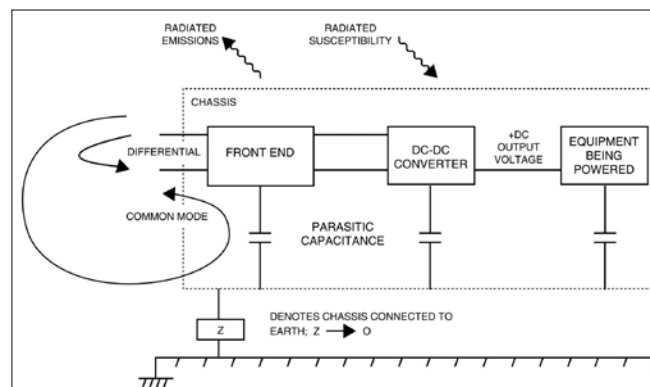 RADIATED
EMISSIONS
RADIATED
SUSCEPTIBILITY
CHASSIS
DIFFERENTIAL
FRONT END
DC-DC
CONVERTER
+DC
OUTPUT
VOLTAGE
EQUIPMENT
BEING
POWERED
COMMON MODE
PARASITIC
CAPACITANCE
Z
DENOTES CHASSIS CONNECTED TO
EARTH; Z → O